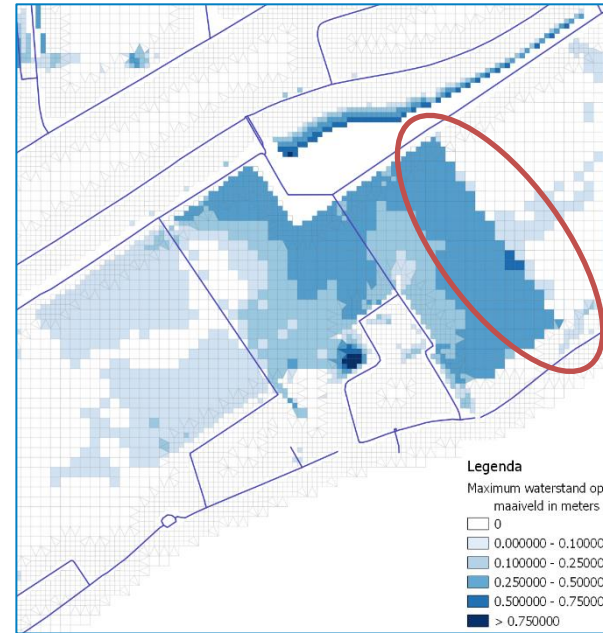 Legenda
Maximum waterstand op
maaiveld in meters
0
0.000000 - 0.10000
0.100000 - 0.25000
0.250000 - 0.50000
0.500000 - 0.75000
> 0.750000